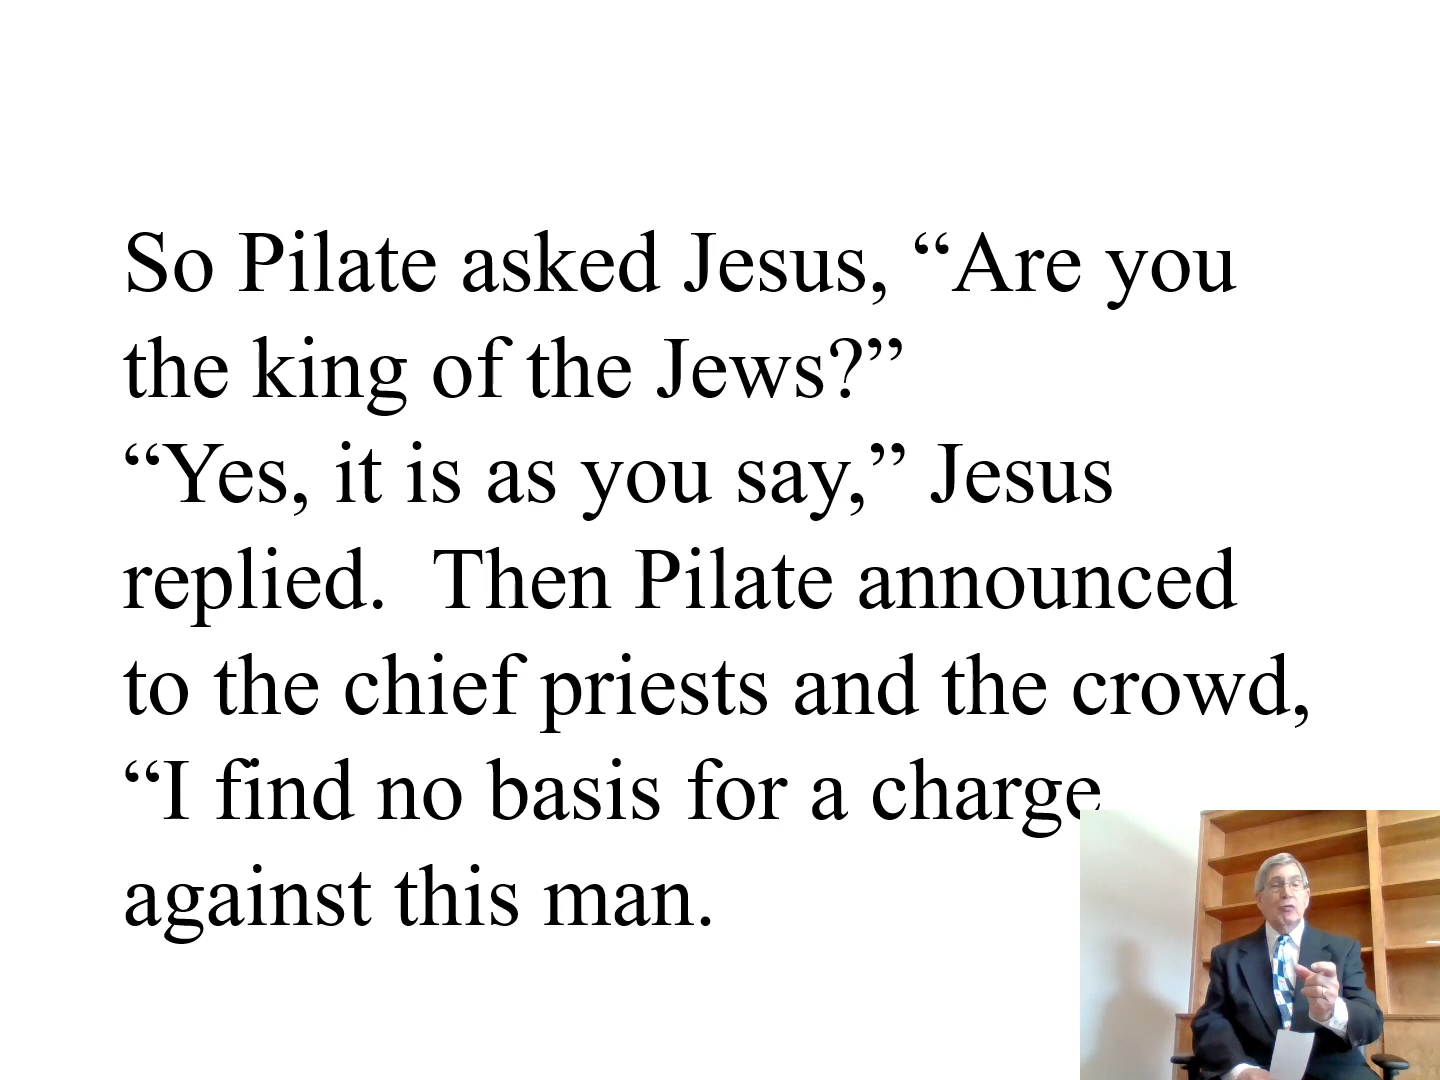 So Pilate asked Jesus, “Are you
the king of the Jews?”
“Yes, it is as you say,” Jesus
replied.  Then Pilate announced
to the chief priests and the crowd,
“I find no basis for a charge
against this man.